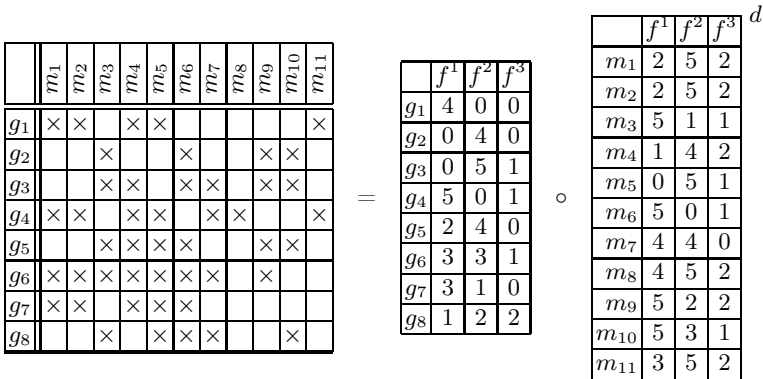 m₁ m₂ m₃ m₄ m₅ m₆ m₇ m₈ m₉ m₁₀ m₁₁
g₁ × × × × ×
g₂ × × × ×
g₃ × × × × × ×
g₄ × × × × × × ×
g₅ × × × × × ×
g₆ × × × × × × × ×
g₇ × × × × ×
g₈ × × × × ×
=
f¹ f² f³
g₁ 4 0 0
g₂ 0 4 0
g₃ 0 5 1
g₄ 5 0 1
g₅ 2 4 0
g₆ 3 3 1
g₇ 3 1 0
g₈ 1 2 2
∘
f¹ f² f³
m₁ 2 5 2
m₂ 2 5 2
m₃ 5 1 1
m₄ 1 4 2
m₅ 0 5 1
m₆ 5 0 1
m₇ 4 4 0
m₈ 4 5 2
m₉ 5 2 2
m₁₀ 5 3 1
m₁₁ 3 5 2
d